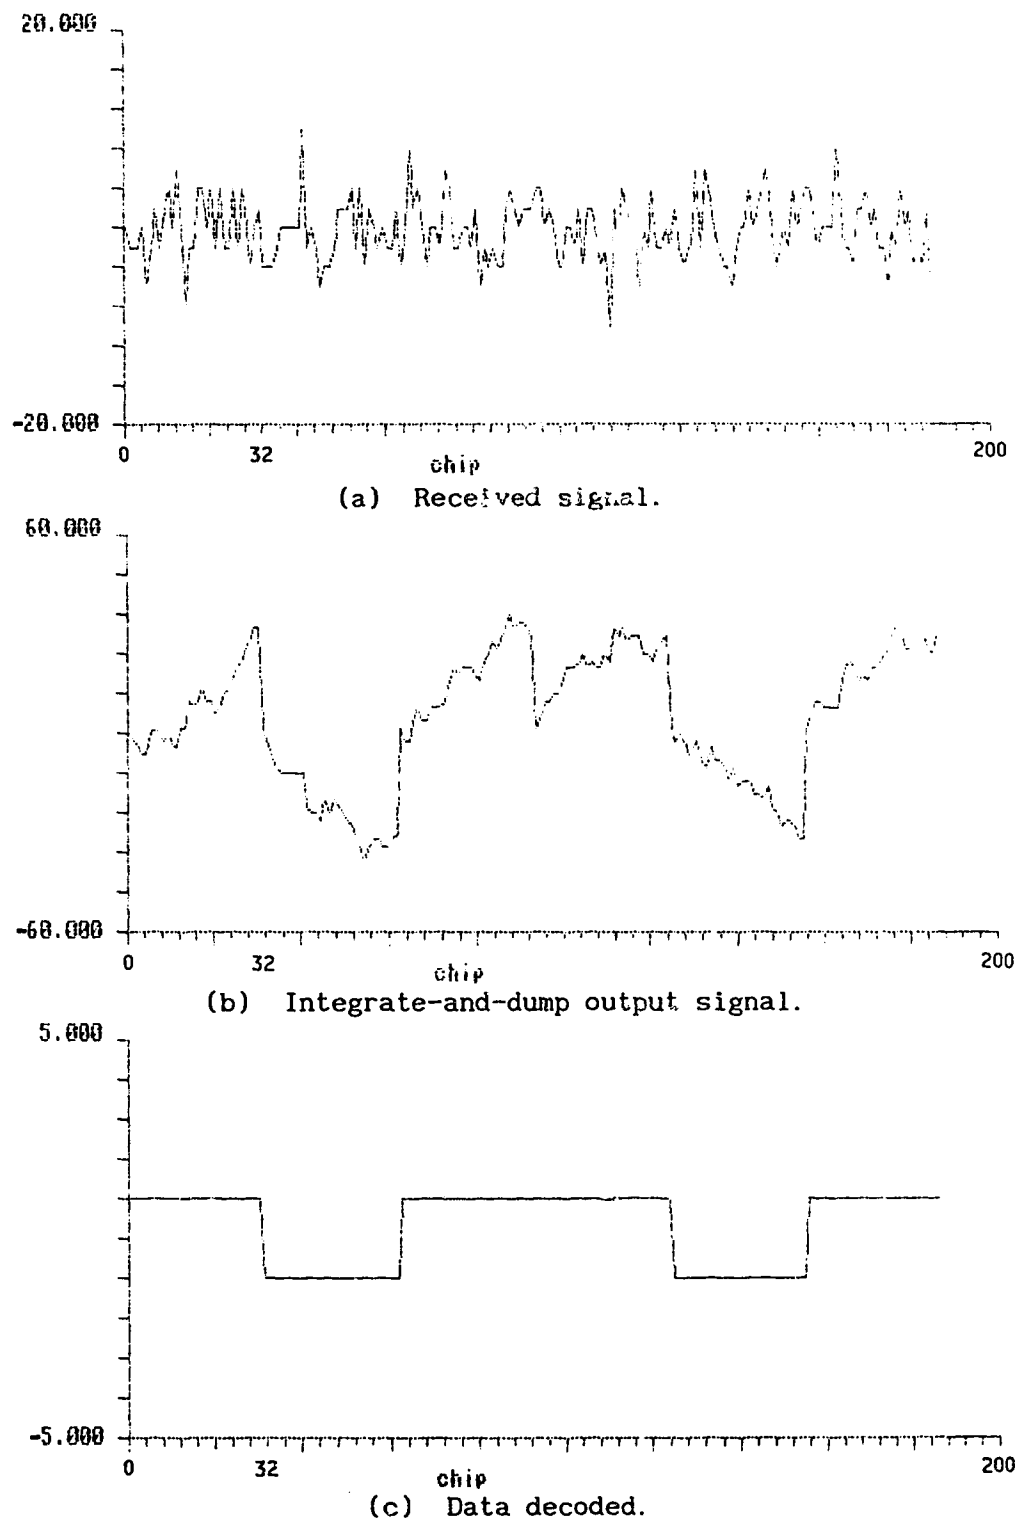 20.000
-20.000
0 32 200
chip
(a) Received signal.
60.000
-60.000
0 32 200
chip
(b) Integrate-and-dump output signal.
5.000
-5.000
0 32 200
chip
(c) Data decoded.